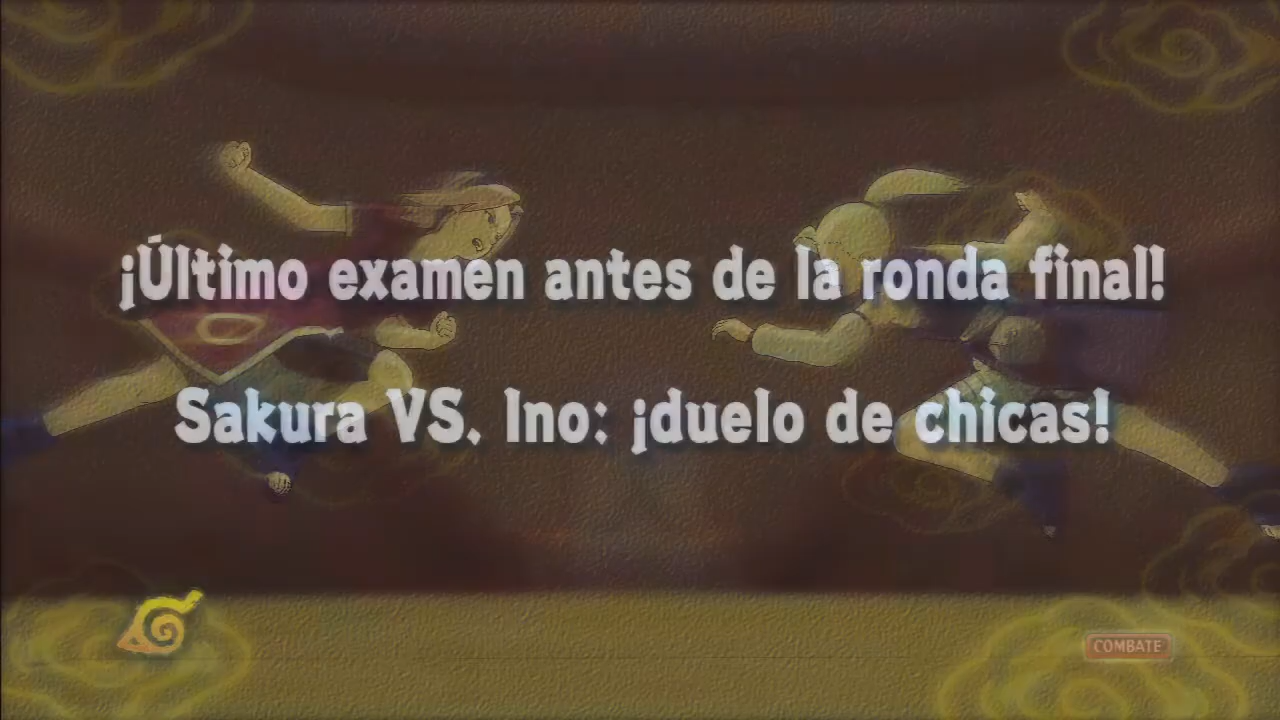 ¡Último examen antes de la ronda final!
Sakura VS. Ino: ¡duelo de chicas!
COMBATE